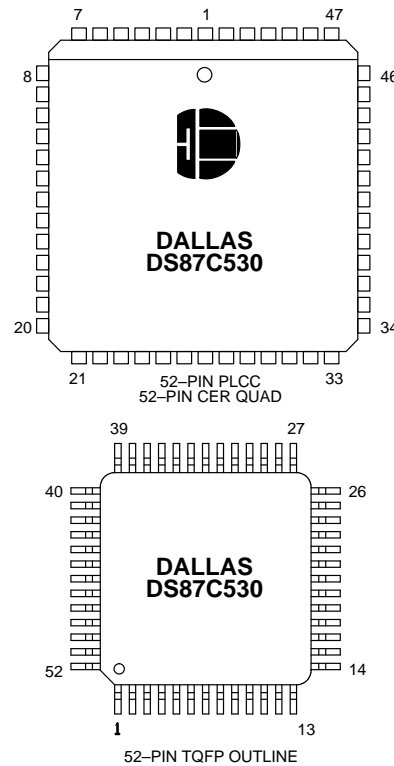 7 1 47
8 46
DALLAS
DS87C530
20 34
21 33
52–PIN PLCC
52–PIN CER QUAD
39 27
40 26
DALLAS
DS87C530
52 14
1 13
52–PIN TQFP OUTLINE